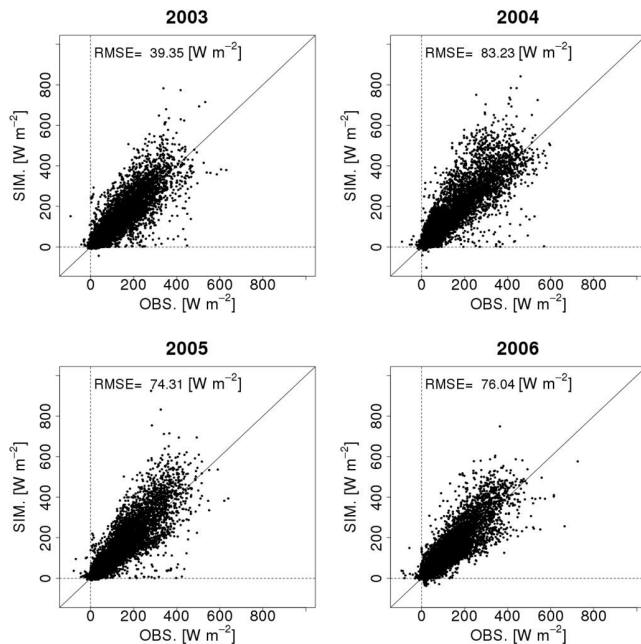 2003
RMSE= 39.35 [W m−2]
SIM. [W m−2]
0 200 400 600 800
0 200 400 600 800
OBS. [W m−2]
2004
RMSE= 83.23 [W m−2]
SIM. [W m−2]
0 200 400 600 800
0 200 400 600 800
OBS. [W m−2]
2005
RMSE= 74.31 [W m−2]
SIM. [W m−2]
0 200 400 600 800
0 200 400 600 800
OBS. [W m−2]
2006
RMSE= 76.04 [W m−2]
SIM. [W m−2]
0 200 400 600 800
0 200 400 600 800
OBS. [W m−2]